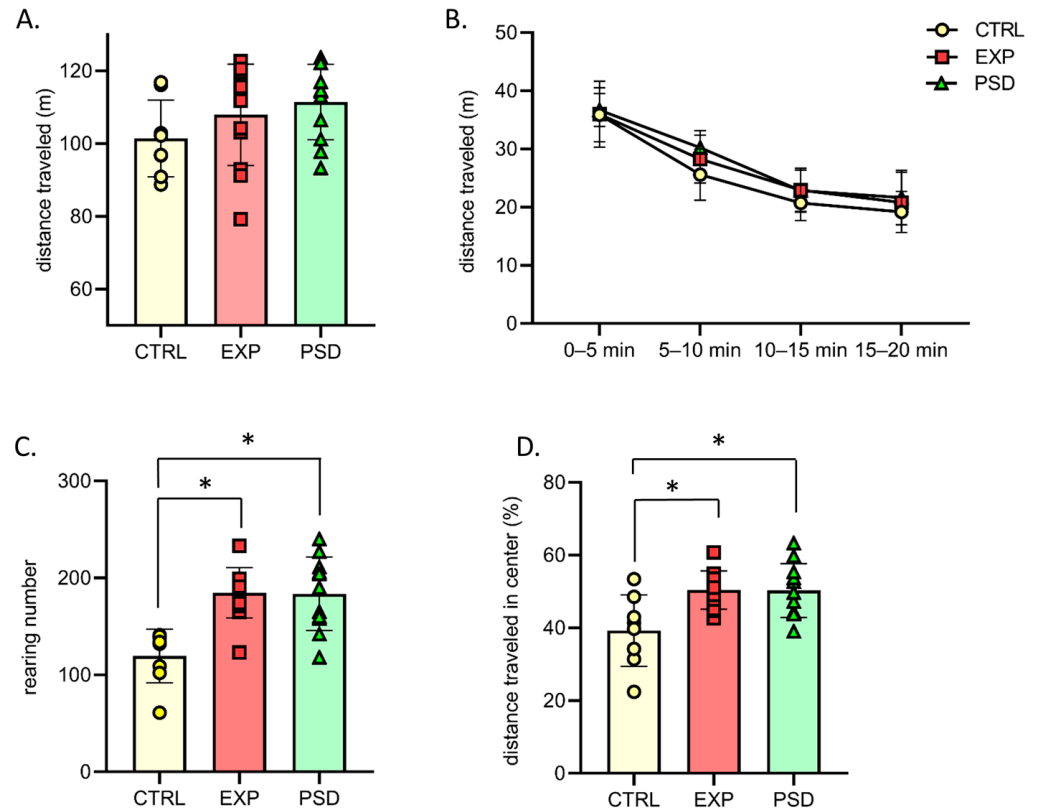 A.
distance traveled (m)
120
100
80
60
CTRL EXP PSD
B.
distance traveled (m)
50
40
30
20
10
0
0–5 min 5–10 min 10–15 min 15–20 min
CTRL
EXP
PSD
C.
rearing number
300
200
100
0
*
*
CTRL EXP PSD
D.
distance traveled in center (%)
80
60
40
20
0
*
*
CTRL EXP PSD